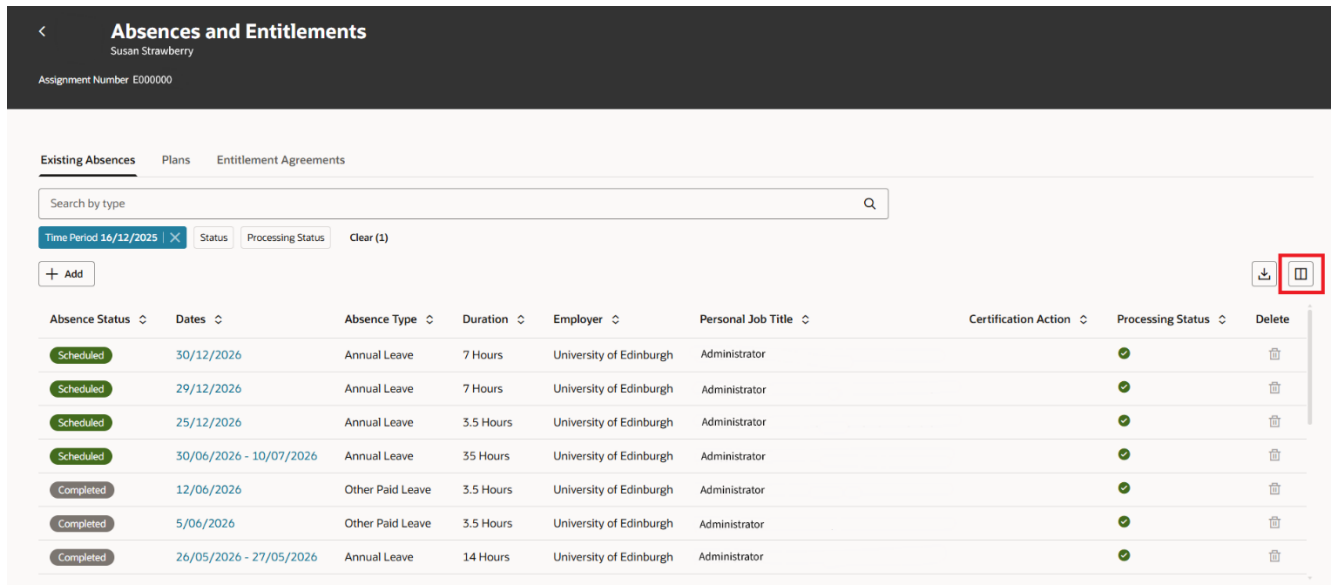 Absences and Entitlements
Susan Strawberry
Assignment Number E000000
Existing Absences Plans Entitlement Agreements
Search by type
Time Period 16/12/2025 Status Processing Status Clear (1)
+ Add
Absence Status Dates Absence Type Duration Employer Personal Job Title Certification Action Processing Status Delete
Scheduled 30/12/2026 Annual Leave 7 Hours University of Edinburgh Administrator
Scheduled 29/12/2026 Annual Leave 7 Hours University of Edinburgh Administrator
Scheduled 25/12/2026 Annual Leave 3.5 Hours University of Edinburgh Administrator
Scheduled 30/06/2026 - 10/07/2026 Annual Leave 35 Hours University of Edinburgh Administrator
Completed 12/06/2026 Other Paid Leave 3.5 Hours University of Edinburgh Administrator
Completed 5/06/2026 Other Paid Leave 3.5 Hours University of Edinburgh Administrator
Completed 26/05/2026 - 27/05/2026 Annual Leave 14 Hours University of Edinburgh Administrator